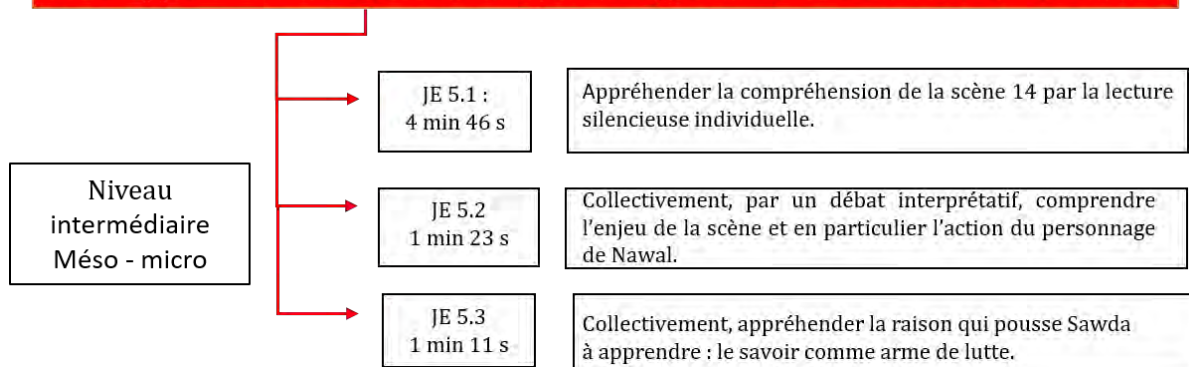 JE 5.1 :
4 min 46 s
Appréhender la compréhension de la scène 14 par la lecture
silencieuse individuelle.
Niveau
intermédiaire
Méso - micro
JE 5.2
1 min 23 s
Collectivement, par un débat interprétatif, comprendre
l'enjeu de la scène et en particulier l'action du personnage
de Nawal.
JE 5.3
1 min 11 s
Collectivement, appréhender la raison qui pousse Sawda
à apprendre : le savoir comme arme de lutte.